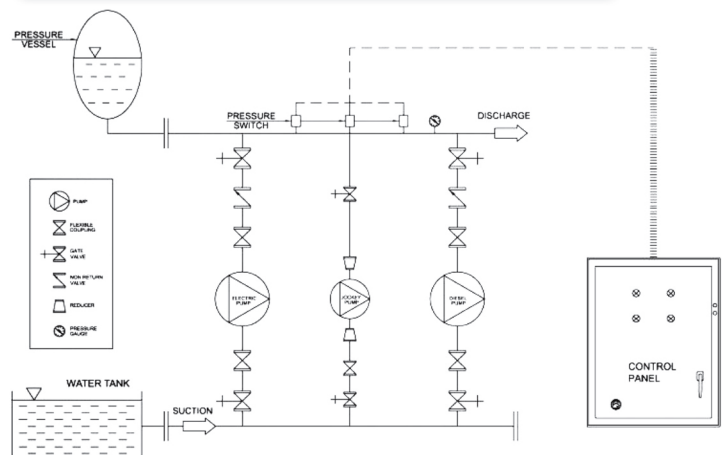 PRESSURE
VESSEL
PRESSURE
SWITCH
DISCHARGE
PUMP
FLEXIBLE
COUPLING
GATE
VALVE
NON RETURN
VALVE
REDUCER
PRESSURE
GAUGE
ELECTRIC
PUMP
JOCKEY
PUMP
DIESEL
PUMP
CONTROL
PANEL
WATER TANK
SUCTION